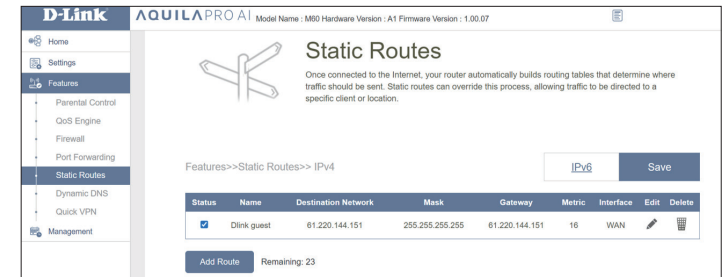 D-Link
AQUILAPRO AI Model Name : M60 Hardware Version : A1 Firmware Version : 1.00.07
Home
Settings
Features
Parental Control
QoS Engine
Firewall
Port Forwarding
Static Routes
Dynamic DNS
Quick VPN
Management
Static Routes
Once connected to the Internet, your router automatically builds routing tables that determine where
traffic should be sent. Static routes can override this process, allowing traffic to be directed to a
specific client or location.
Features>>Static Routes>> IPv4
IPv6
Save
Status Name Destination Network Mask Gateway Metric Interface Edit Delete
Dlink guest 61.220.144.151 255.255.255.255 61.220.144.151 16 WAN
Add Route Remaining: 23